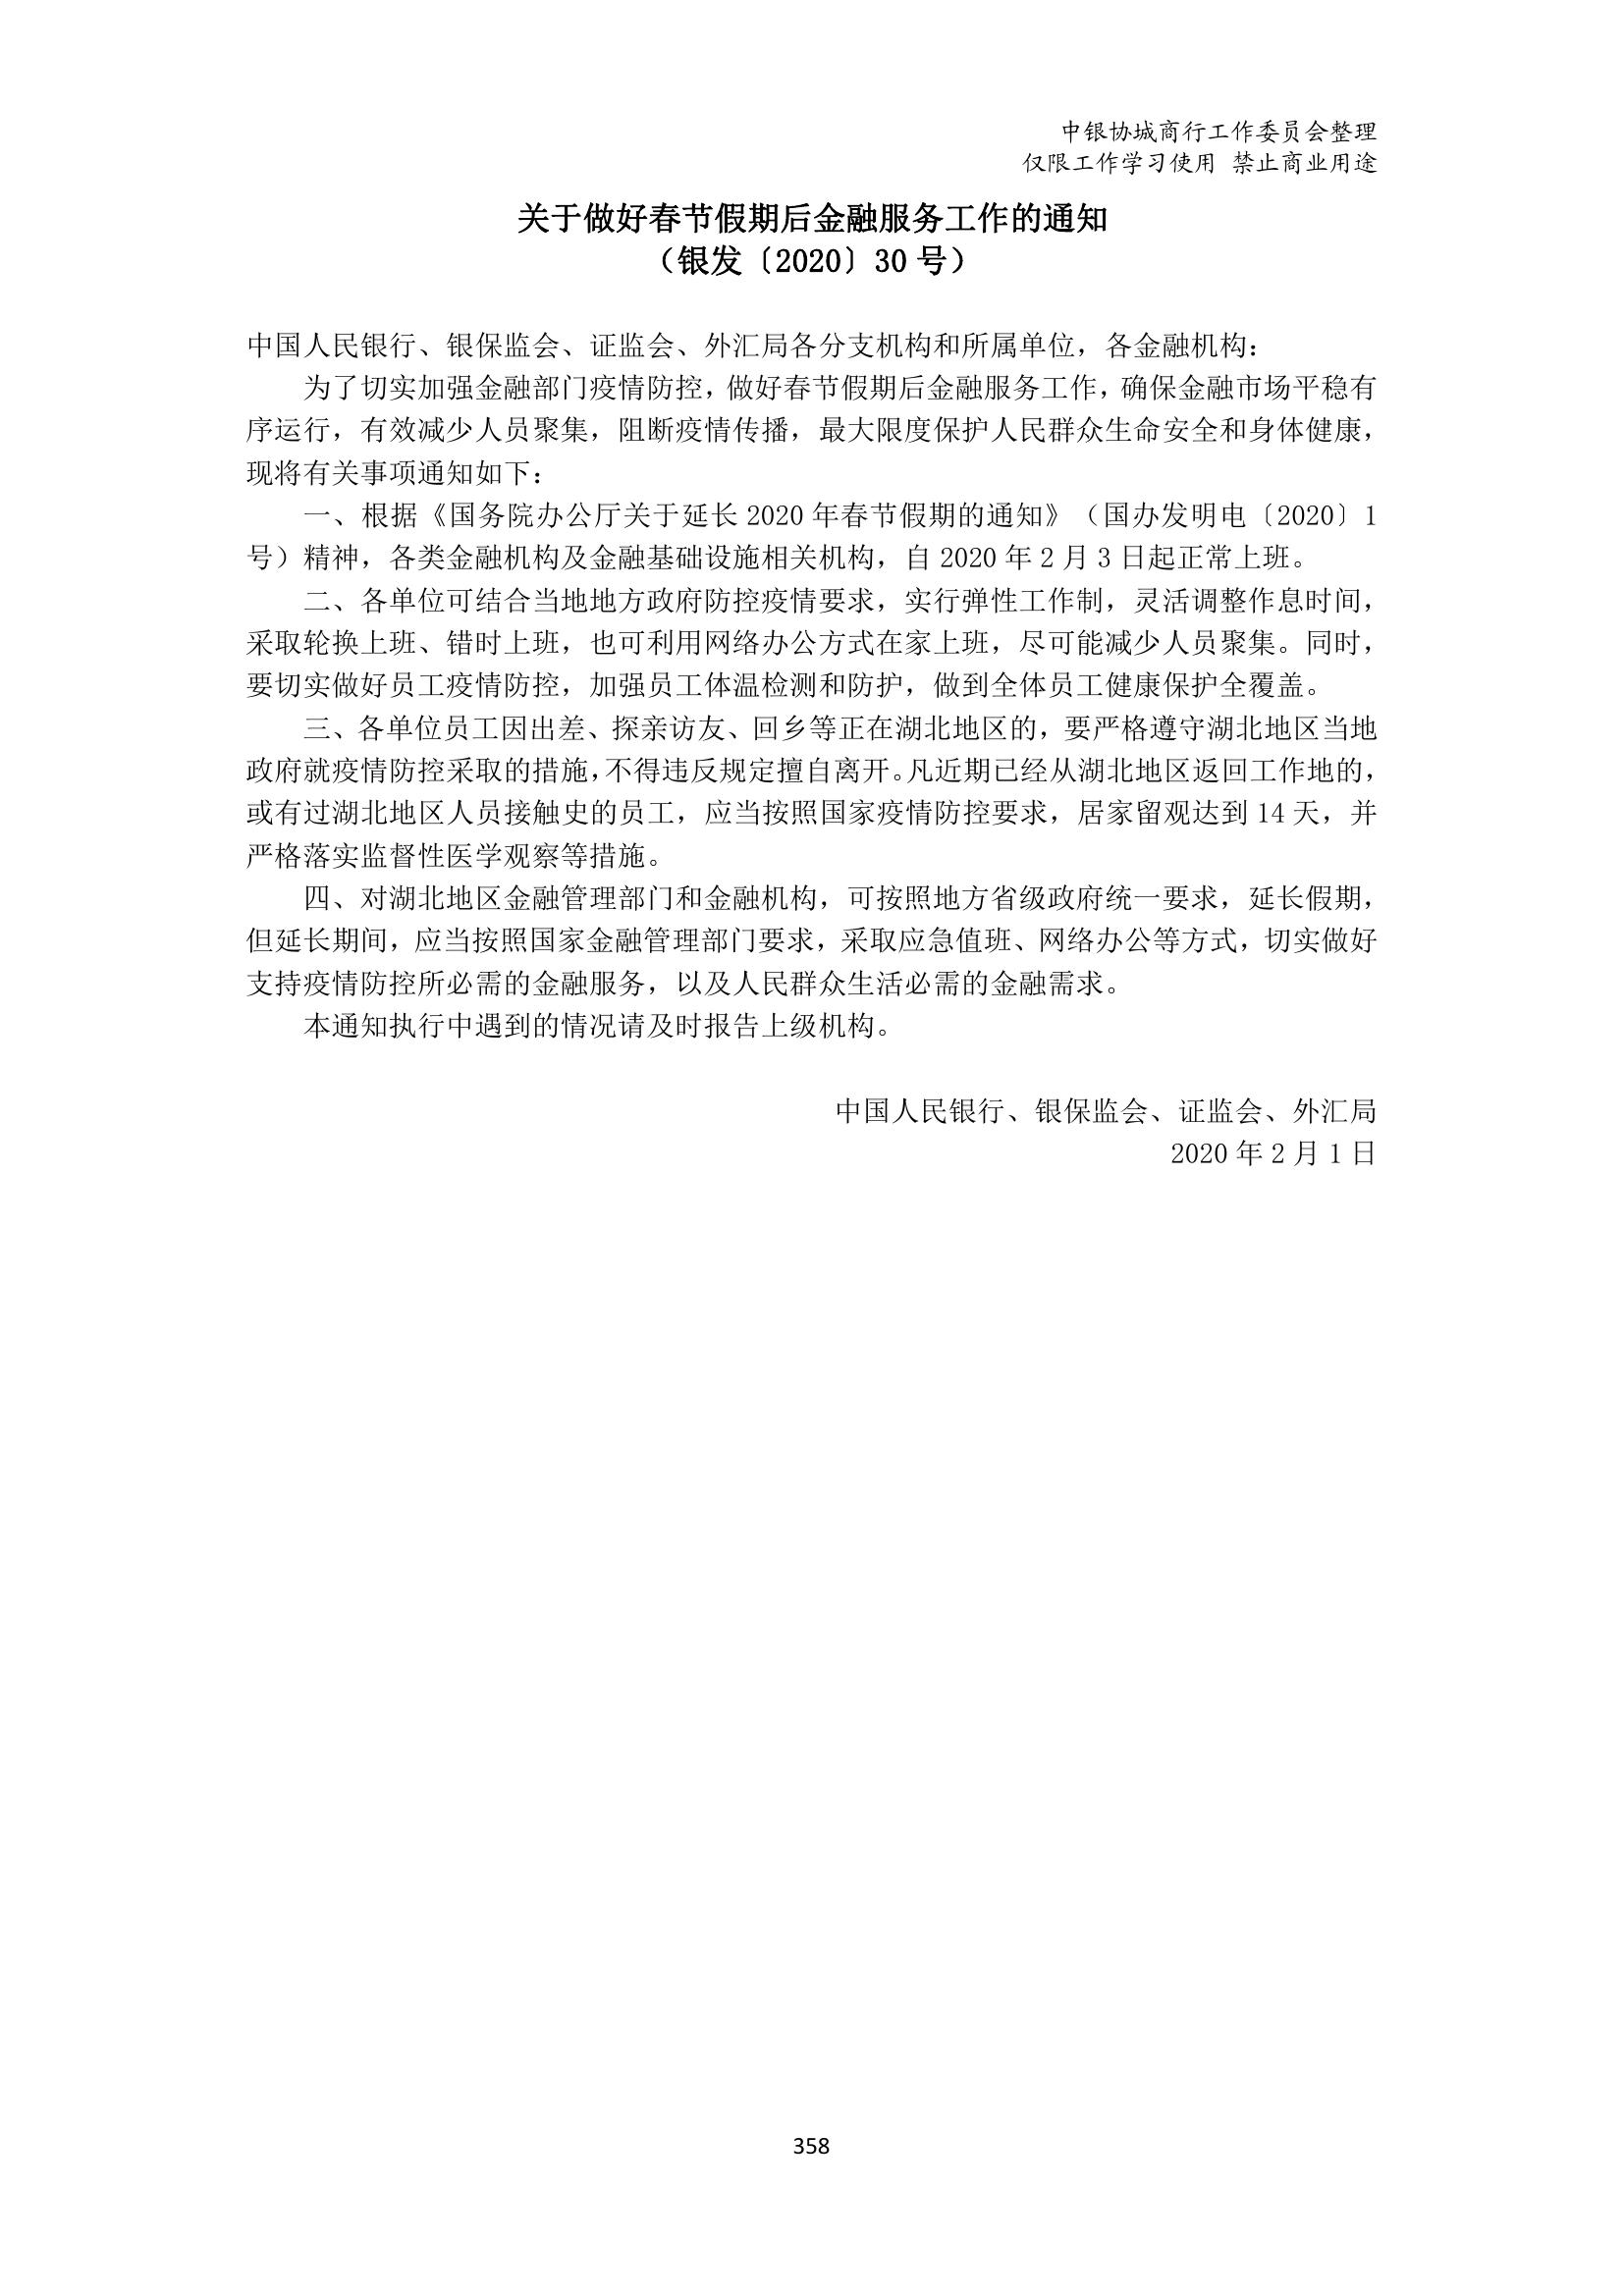 中银协城商行工作委员会整理
仅限工作学习使用 禁止商业用途
关于做好春节假期后金融服务工作的通知
（银发〔2020〕30 号）
中国人民银行、银保监会、证监会、外汇局各分支机构和所属单位，各金融机构：
为了切实加强金融部门疫情防控，做好春节假期后金融服务工作，确保金融市场平稳有
序运行，有效减少人员聚集，阻断疫情传播，最大限度保护人民群众生命安全和身体健康，
现将有关事项通知如下：
一、根据《国务院办公厅关于延长 2020 年春节假期的通知》（国办发明电〔2020〕1
号）精神，各类金融机构及金融基础设施相关机构，自 2020 年 2 月 3 日起正常上班。
二、各单位可结合当地地方政府防控疫情要求，实行弹性工作制，灵活调整作息时间，
采取轮换上班、错时上班，也可利用网络办公方式在家上班，尽可能减少人员聚集。同时，
要切实做好员工疫情防控，加强员工体温检测和防护，做到全体员工健康保护全覆盖。
三、各单位员工因出差、探亲访友、回乡等正在湖北地区的，要严格遵守湖北地区当地
政府就疫情防控采取的措施，不得违反规定擅自离开。凡近期已经从湖北地区返回工作地的，
或有过湖北地区人员接触史的员工，应当按照国家疫情防控要求，居家留观达到 14 天，并
严格落实监督性医学观察等措施。
四、对湖北地区金融管理部门和金融机构，可按照地方省级政府统一要求，延长假期，
但延长期间，应当按照国家金融管理部门要求，采取应急值班、网络办公等方式，切实做好
支持疫情防控所必需的金融服务，以及人民群众生活必需的金融需求。
本通知执行中遇到的情况请及时报告上级机构。
中国人民银行、银保监会、证监会、外汇局
2020 年 2 月 1 日
358